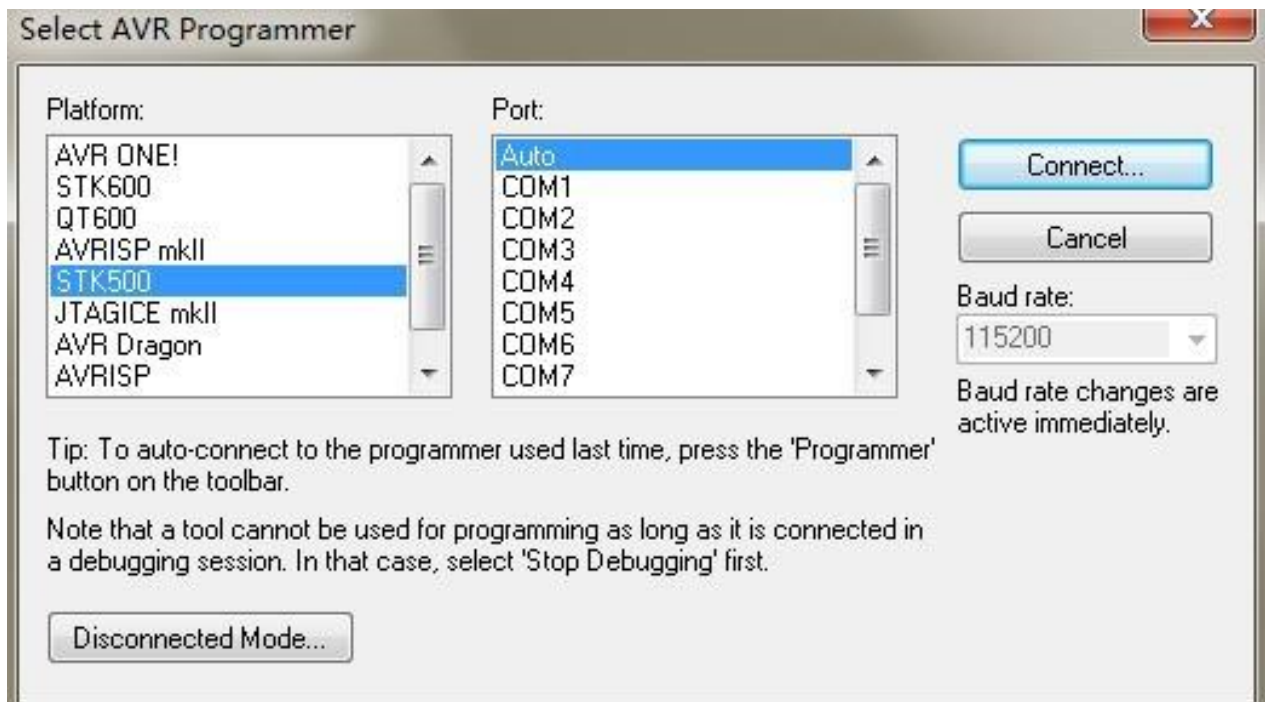 Select AVR Programmer
X
Platform:
AVR ONE!
STK600
QT600
AVRISP mkII
STK500
JTAGICE mkII
AVR Dragon
AVRISP
Port:
Auto
COM1
COM2
COM3
COM4
COM5
COM6
COM7
Connect...
Cancel
Baud rate:
115200
Baud rate changes are
active immediately.
Tip: To auto-connect to the programmer used last time, press the 'Programmer'
button on the toolbar.
Note that a tool cannot be used for programming as long as it is connected in
a debugging session. In that case, select 'Stop Debugging' first.
Disconnected Mode...